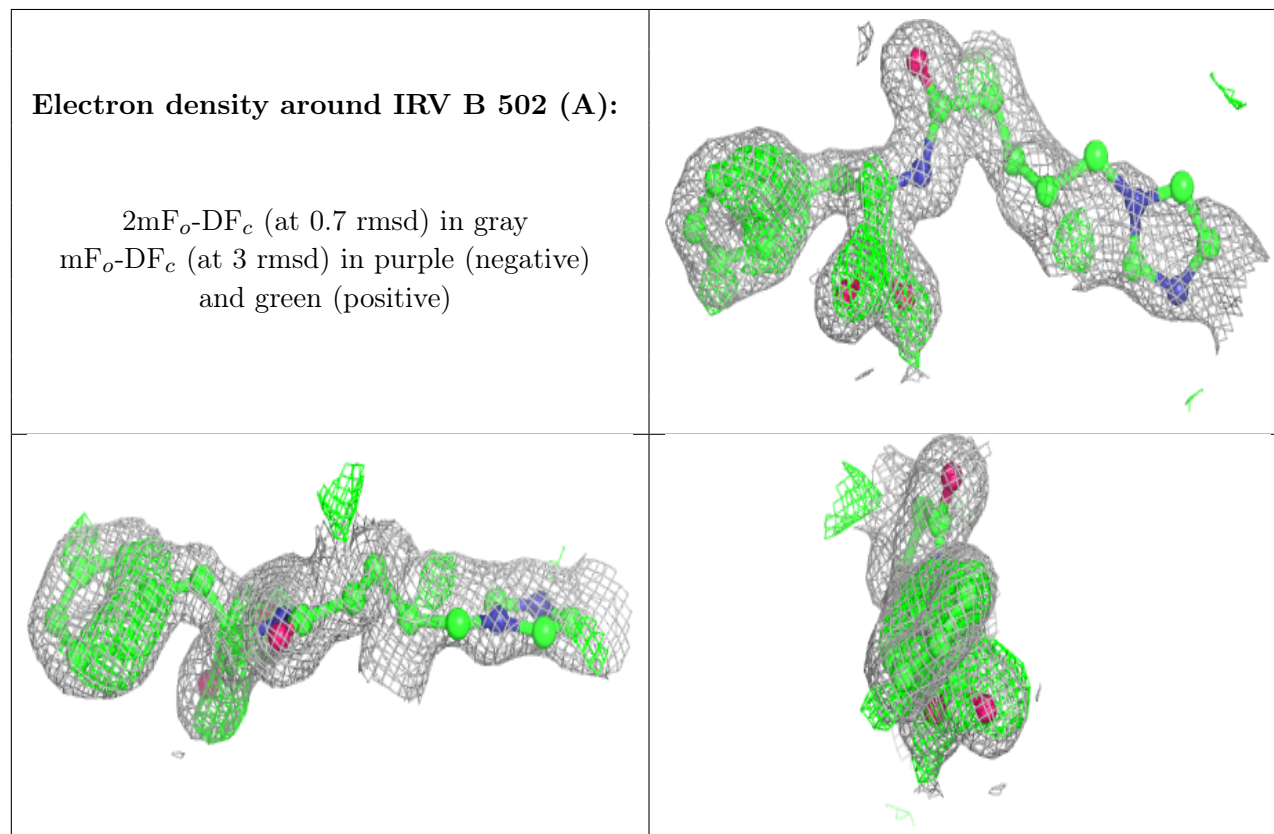 Electron density around IRV B 502 (A):
2mFₒ-DF𝒸 (at 0.7 rmsd) in gray
mFₒ-DF𝒸 (at 3 rmsd) in purple (negative)
and green (positive)